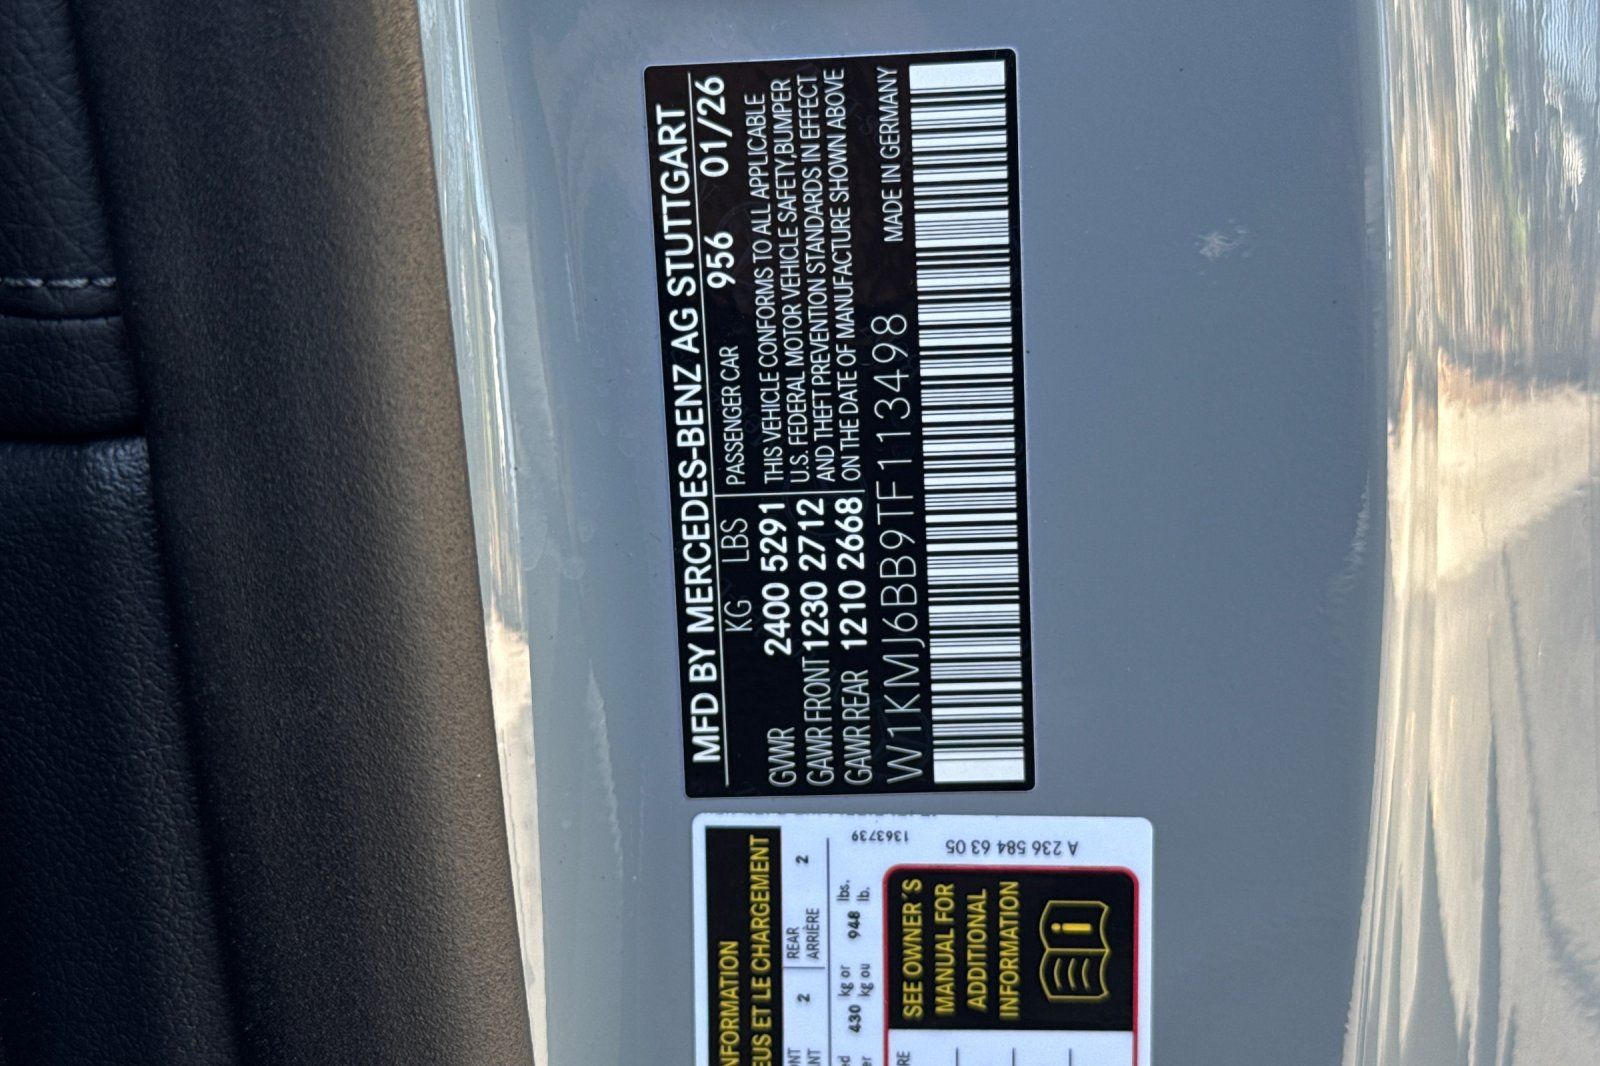 MFD BY MERCEDES-BENZ AG STUTTGART
KG LBS PASSENGER CAR 956 01/26
GVWR 2400 5291 THIS VEHICLE CONFORMS TO ALL APPLICABLE
U.S. FEDERAL MOTOR VEHICLE SAFETY,BUMPER
GAWR FRONT 1230 2712 AND THEFT PREVENTION STANDARDS IN EFFECT
GAWR REAR 1210 2668 ON THE DATE OF MANUFACTURE SHOWN ABOVE
W1KMJ6BB9TF113498 MADE IN GERMANY
EUS ET LE CHARGEMENT
2 REAR 2
ARRIÈRE
430 kg or 948 lbs.
kg ou lb.
1363739
A 236 584 63 05
SEE OWNER'S
MANUAL FOR
ADDITIONAL
INFORMATION